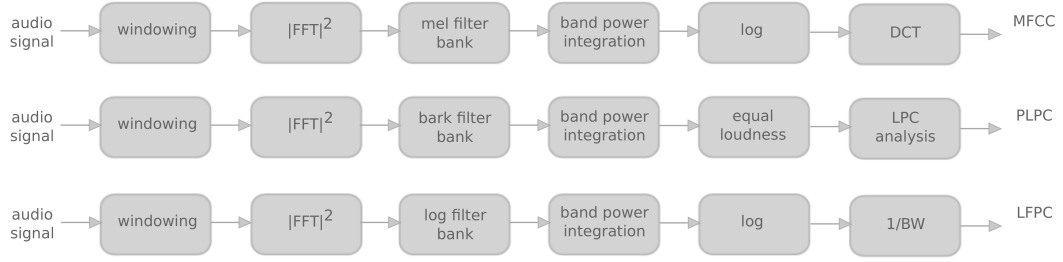 audio
signal
windowing
|FFT|²
mel filter
bank
band power
integration
log
DCT
MFCC
audio
signal
windowing
|FFT|²
bark filter
bank
band power
integration
equal
loudness
LPC
analysis
PLPC
audio
signal
windowing
|FFT|²
log filter
bank
band power
integration
log
1/BW
LFPC